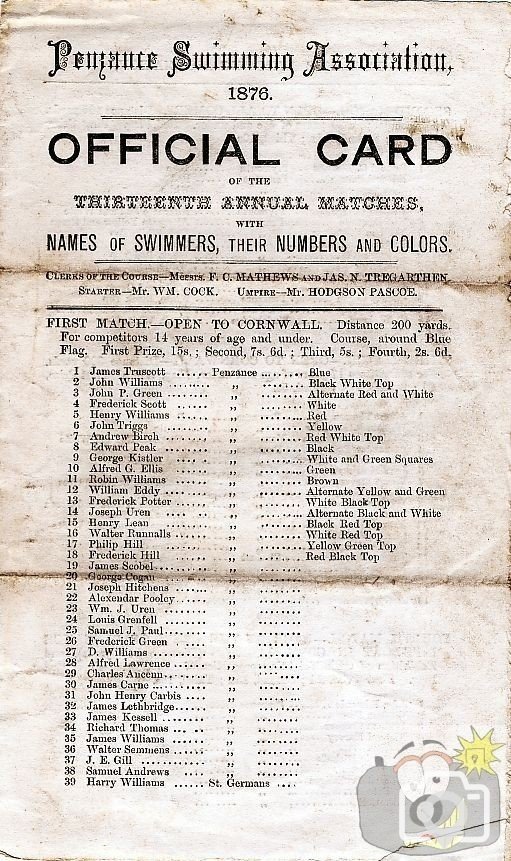 Penzance Swimming Association,
1876.
OFFICIAL CARD
OF THE
THIRTEENTH ANNUAL MATCHES,
WITH
NAMES OF SWIMMERS, THEIR NUMBERS AND COLORS.
CLERKS OF THE COURSE—MESSRS. F. C. MATHEWS AND JAS. N. TREGARTHEN.
STARTER—MR. WM. COCK. UMPIRE—MR. HODGSON PASCOE.
FIRST MATCH.—OPEN TO CORNWALL. Distance 200 yards.
For competitors 14 years of age and under. Course, around Blue
Flag. First Prize, 15s.; Second, 7s. 6d.; Third, 5s.; Fourth, 2s. 6d.
1 James Truscott ...... Penzance .......... Blue
2 John Williams ...... „ .......... Black White Top
3 John P. Green ....... „ .......... Alternate Red and White
4 Frederick Scott ...... „ .......... White
5 Henry Williams ...... „ .......... Red
6 John Triggs ...... „ .......... Yellow
7 Andrew Birch ........ „ .......... Red White Top
8 Edward Peak ........ „ .......... Black
9 George Kistler ...... „ .......... White and Green Squares
10 Alfred G. Ellis ...... „ .......... Green
11 Robin Williams ...... „ .......... Brown
12 William Eddy ........ „ .......... Alternate Yellow and Green
13 Frederick Potter ...... „ .......... White Black Top
14 Joseph Uren .... „ .......... Alternate Black and White
15 Henry Lean ........ „ .......... Black Red Top
16 Walter Runnalls ...... „ .......... White Red Top
17 Philip Hill ...... „ .......... Yellow Green Top
18 Frederick Hill ...... „ .......... Red Black Top
19 James Scobel........ „ ..........
20 George Cogan ...... „ ..........
21 Joseph Hitchens ...... „ ..........
22 Alexendar Pooley...... „ ..........
23 Wm. J. Uren ........ „ ..........
24 Louis Grenfell ...... „ ..........
25 Samuel J. Paul........ „ ..........
26 Frederick Green ...... „ ..........
27 D. Williams ........ „ ..........
28 Alfred Lawrence ...... „ ..........
29 Charles ...... „ ..........
30 James Carne .......... „ ..........
31 John Henry Carbis .... „ ..........
32 James Lethbridge...... „ ..........
33 James Kessell ........ „ ..........
34 Richard Thomas ...... „ ..........
35 James Williams ...... „ ..........
36 Walter Semmens ...... „ ..........
37 J. E. Gill ...... „ ..........
38 Samuel Andrews ...... „ ..........
39 Harry Williams ...... St. Germans ....